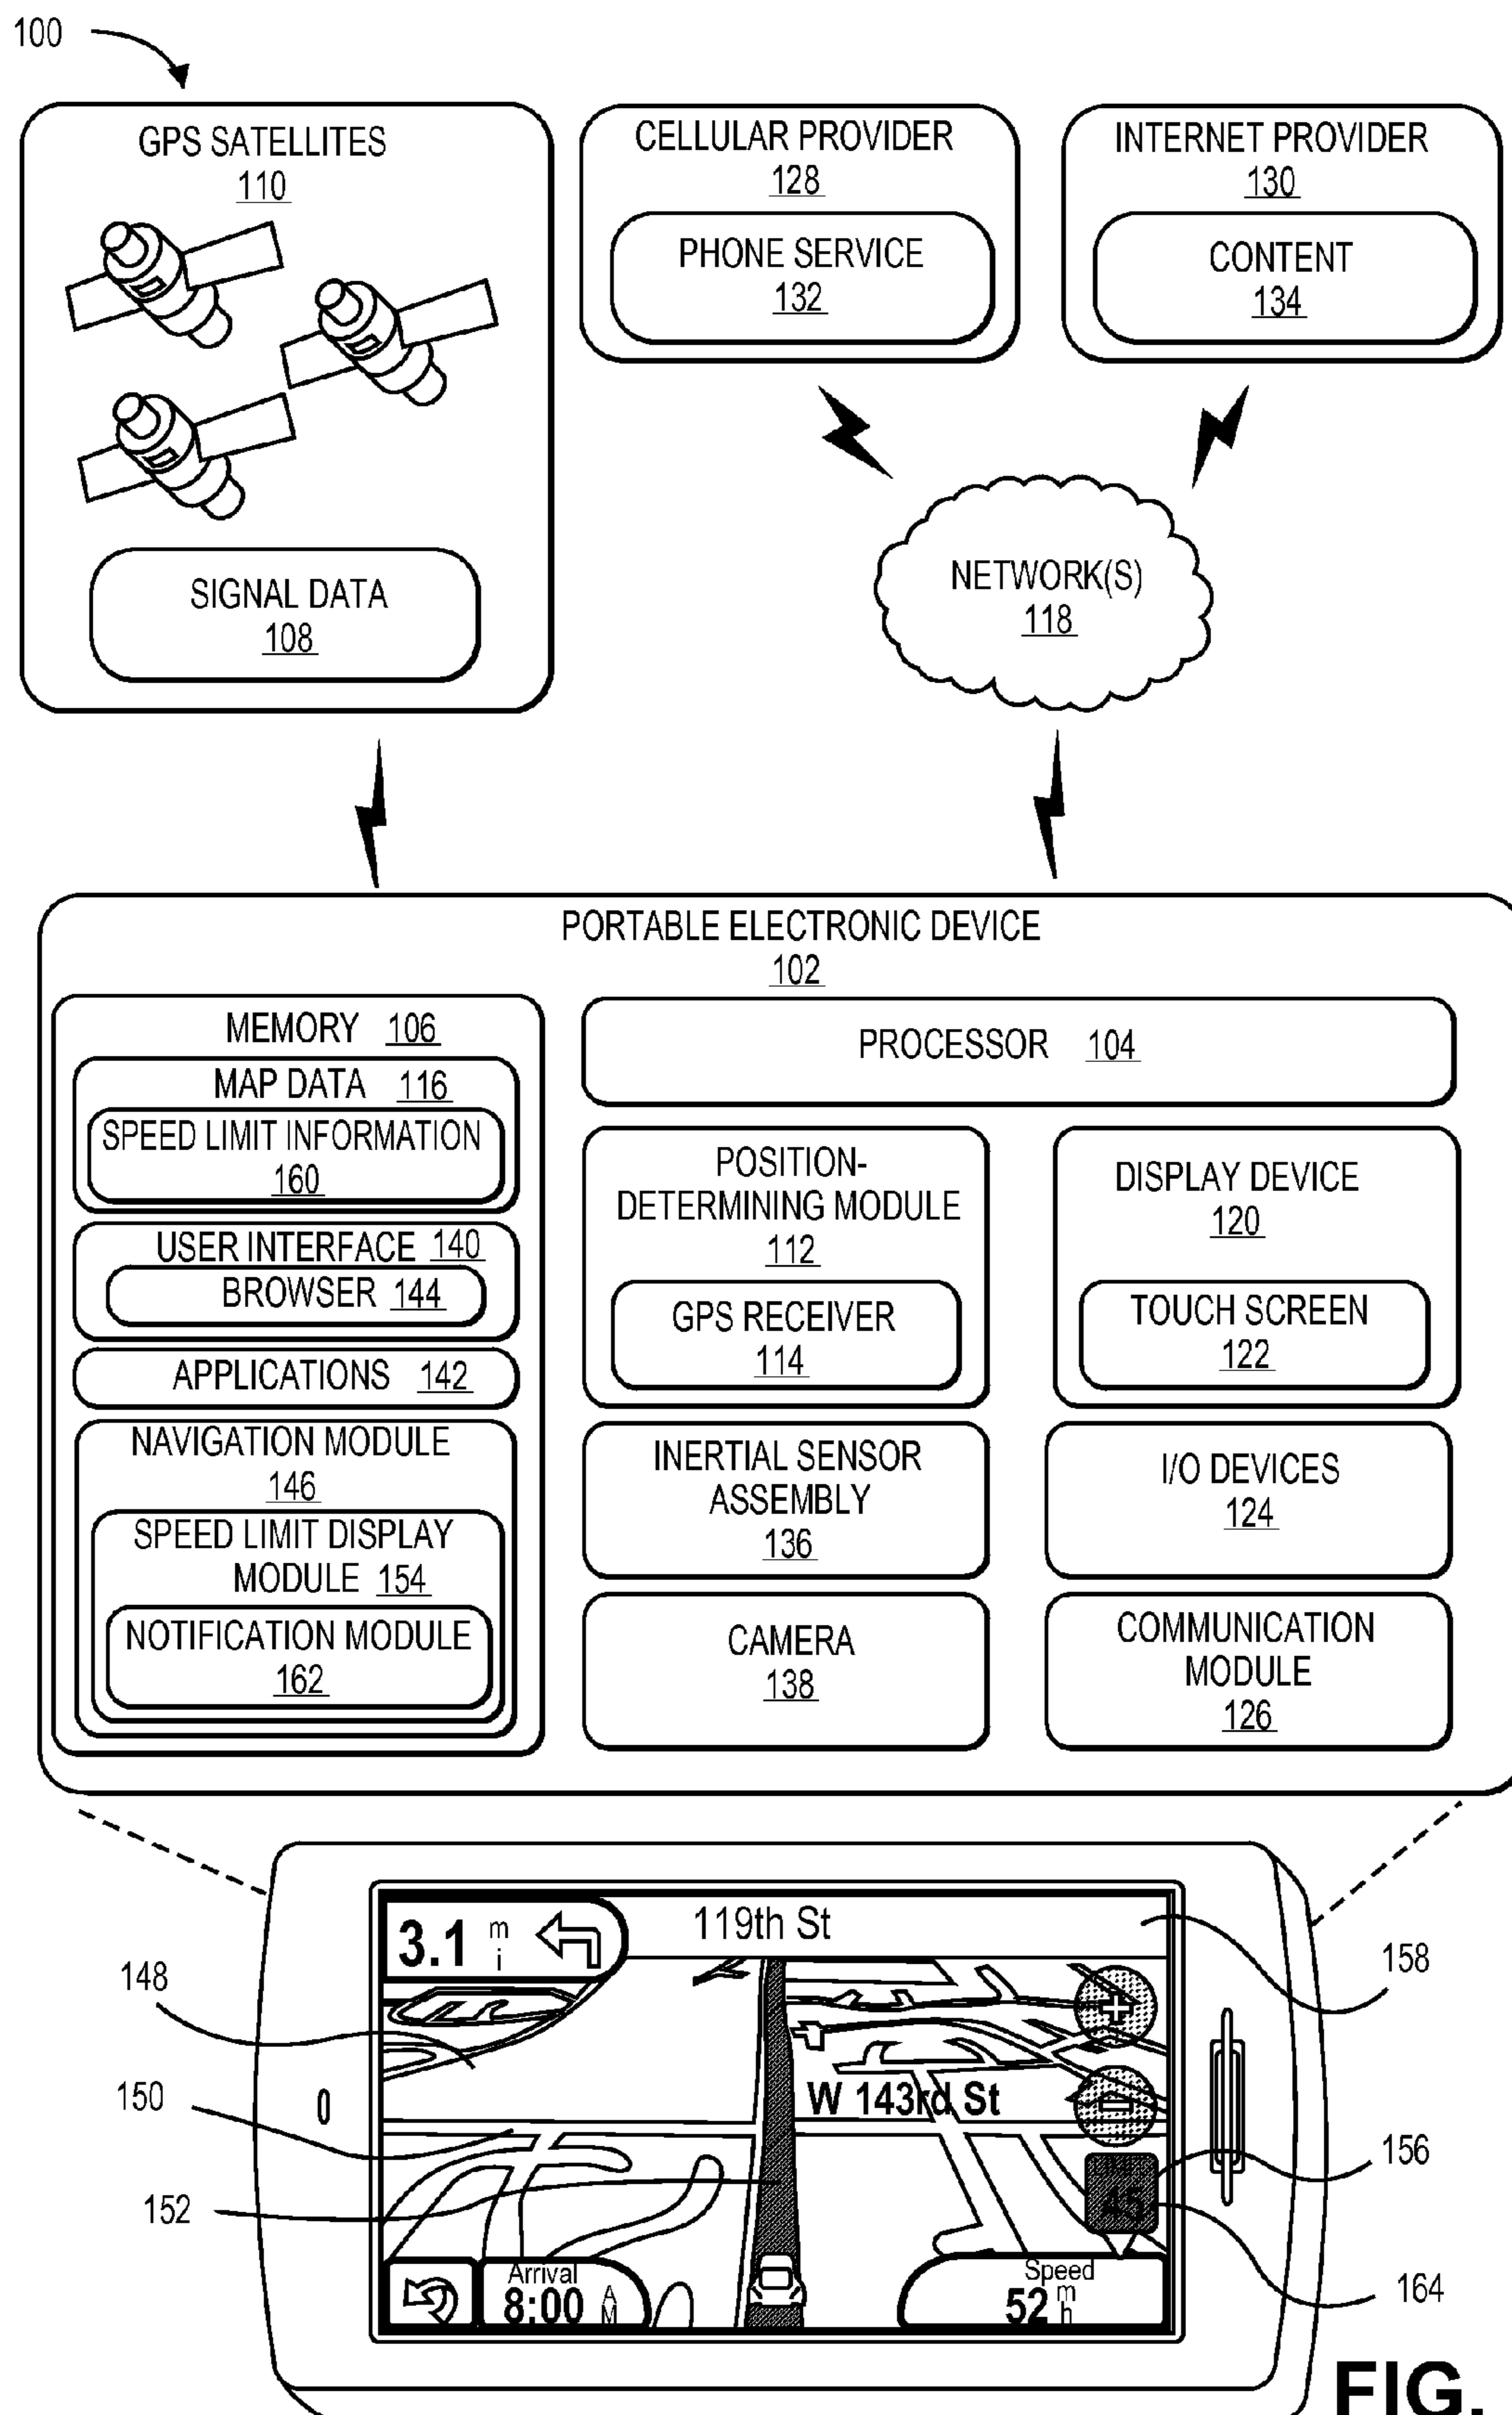 100
GPS SATELLITES
110
SIGNAL DATA
108
CELLULAR PROVIDER
128
PHONE SERVICE
132
INTERNET PROVIDER
130
CONTENT
134
NETWORK(S)
118
PORTABLE ELECTRONIC DEVICE
102
MEMORY 106
MAP DATA 116
SPEED LIMIT INFORMATION
160
USER INTERFACE 140
BROWSER 144
APPLICATIONS 142
NAVIGATION MODULE
146
SPEED LIMIT DISPLAY
MODULE 154
NOTIFICATION MODULE
162
PROCESSOR 104
POSITION-
DETERMINING MODULE
112
GPS RECEIVER
114
DISPLAY DEVICE
120
TOUCH SCREEN
122
INERTIAL SENSOR
ASSEMBLY
136
I/O DEVICES
124
CAMERA
138
COMMUNICATION
MODULE
126
3.1 mi
119th St
158
148
150
W 143rd St
156
152
45
164
Arrival
8:00 AM
Speed
52 mh
FIG.